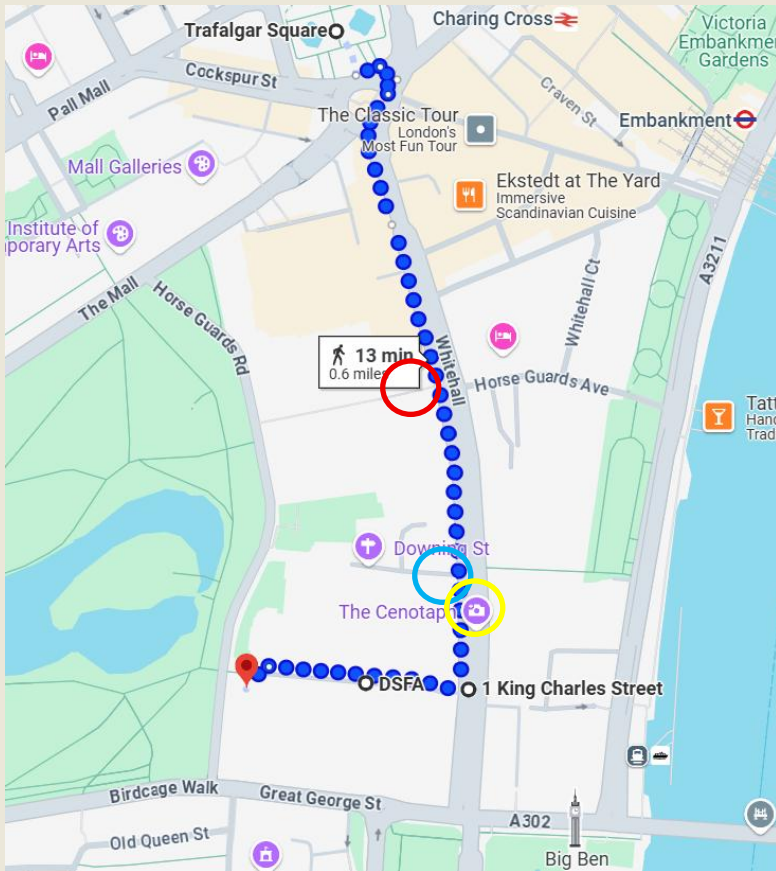 Trafalgar Square
Charing Cross
Victoria
Embankmen
Gardens
Cockspur St
Pall Mall
Craven St
The Classic Tour
London's
Most Fun Tour
Embankment
Mall Galleries
Ekstedt at The Yard
Immersive
Scandinavian Cuisine
Institute of
porary Arts
The Mall
Horse Guards Rd
Whitehall Ct
A3211
13 min
0.6 miles
Whitehall
Horse Guards Ave
Tatt
Hand
Trad
Downing St
The Cenotaph
DSFA
1 King Charles Street
Birdcage Walk
Great George St
A302
Old Queen St
Big Ben